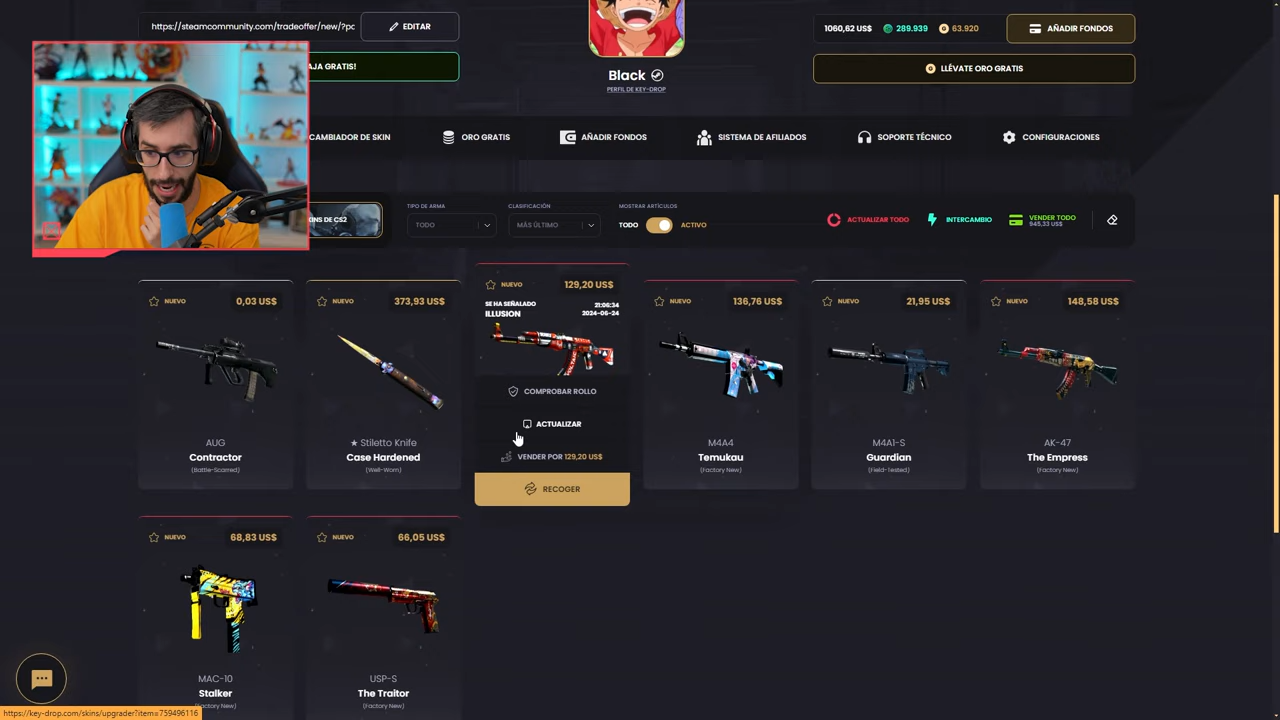 https://steamcommunity.com/tradeoffer/new/?pa
EDITAR
AJA GRATIS!
Black
PERFIL DE KEY-DROP
1060,62 US$ 289.939 63.920
AÑADIR FONDOS
LLÉVATE ORO GRATIS
CAMBIADOR DE SKIN
ORO GRATIS
AÑADIR FONDOS
SISTEMA DE AFILIADOS
SOPORTE TÉCNICO
CONFIGURACIONES
KINS DE CS2
TIPO DE ARMA
TODO
CLASIFICACIÓN
MÁS ÚLTIMO
MOSTRAR ARTÍCULOS
TODO ACTIVO
ACTUALIZAR TODO
INTERCAMBIO
VENDER TODO
945,33 US$
NUEVO 0,03 US$
AUG
Contractor
(Battle-Scarred)
NUEVO 373,93 US$
★ Stiletto Knife
Case Hardened
(Well-Worn)
NUEVO 129,20 US$
SE HA SEÑALADO 21:06:34
ILLUSION 2024-06-24
COMPROBAR ROLLO
ACTUALIZAR
VENDER POR 129,20 US$
RECOGER
NUEVO 136,76 US$
M4A4
Temukau
(Factory New)
NUEVO 21,95 US$
M4A1-S
Guardian
(Field-Tested)
NUEVO 148,58 US$
AK-47
The Empress
(Factory New)
NUEVO 68,83 US$
MAC-10
Stalker
(Factory New)
NUEVO 66,05 US$
USP-S
The Traitor
(Factory New)
https://key-drop.com/skins/upgrader?item=759496116